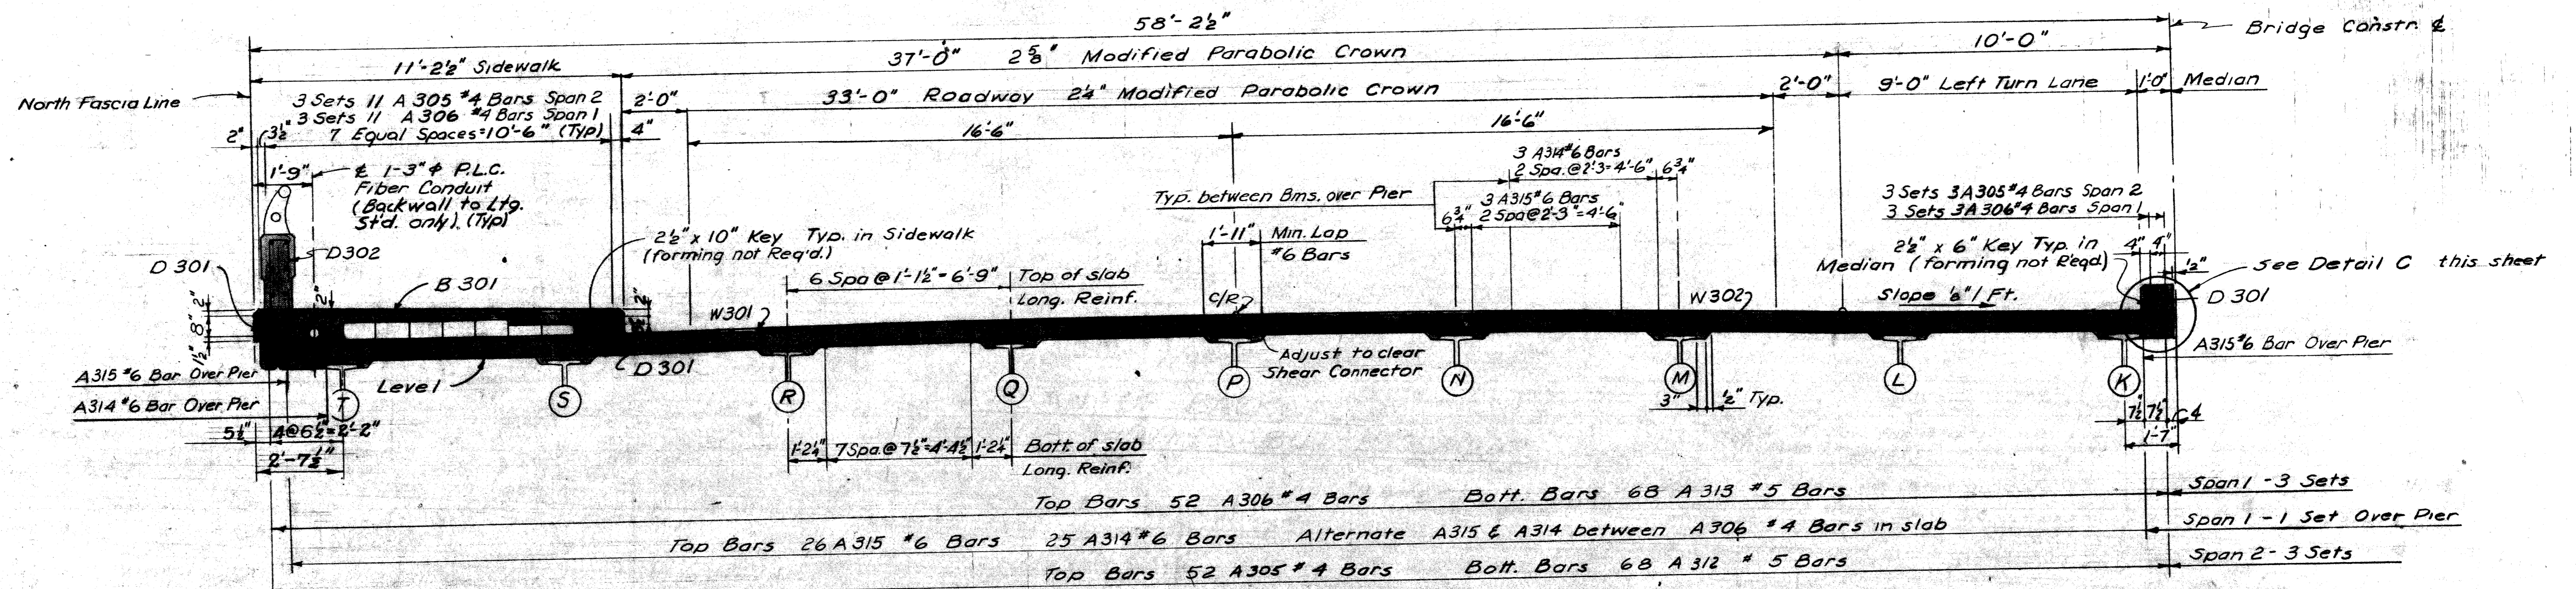 58'-2½"
Bridge Constr. ℄
37'-0" 2⅝" Modified Parabolic Crown
10'-0"
11'-2½" Sidewalk
North Fascia Line
3 Sets 11 A305 #4 Bars Span 2
3 Sets 11 A306 #4 Bars Span 1
7 Equal Spaces=10'-6" (Typ)
2"
3½"
4"
2'-0"
33'-0" Roadway 2¼" Modified Parabolic Crown
2'-0"
9'-0" Left Turn Lane
1'-0"
Median
16'-6"
16'-6"
1'-9"
℄ 1-3" ϕ P.L.C.
Fiber Conduit
(Backwall to Ltg.
Std. only). (Typ)
3 A314 #6 Bars
2 Spa.@2'-3=4'-6"
6¾"
Typ. between Bms. over Pier
3 A315 #6 Bars
6¾"
2 Spa@2'-3"=4'-6"
3 Sets 3A305 #4 Bars Span 2
3 Sets 3A306 #4 Bars Span 1
D 301
D302
B 301
2½" x 10" Key Typ. in Sidewalk
(forming not Req'd.)
1'-11"
Min. Lap
#6 Bars
2½" x 6" Key Typ. in
Median (forming not Reqd.)
4"
4"
½"
See Detail C this sheet
6 Spa @ 1'-1½"=6'-9"
Top of slab
Long. Reinf.
2"
8"
1½"
2"
2"
W301
C/R
W302
Slope ⅛"/Ft.
D 301
A315 #6 Bar Over Pier
A314 #6 Bar Over Pier
Level
D 301
Adjust to clear
Shear Connector
A315 #6 Bar Over Pier
T
S
R
Q
P
N
M
L
K
3"
½" Typ.
5½"
4@6½=2'-2"
2'-7½"
1'-2¼"
7 Spa.@7½"=4'-4½"
1'-2¼"
Bott. of slab
Long. Reinf.
7½"
7½"
4
1'-7"
Top Bars 52 A306 #4 Bars Bott. Bars 68 A313 #5 Bars
Span 1 - 3 Sets
Top Bars 26 A315 #6 Bars 25 A314 #6 Bars Alternate A315 & A314 between A306 #4 Bars in slab
Span 1 - 1 Set Over Pier
Top Bars 52 A305 #4 Bars Bott. Bars 68 A312 #5 Bars
Span 2 - 3 Sets